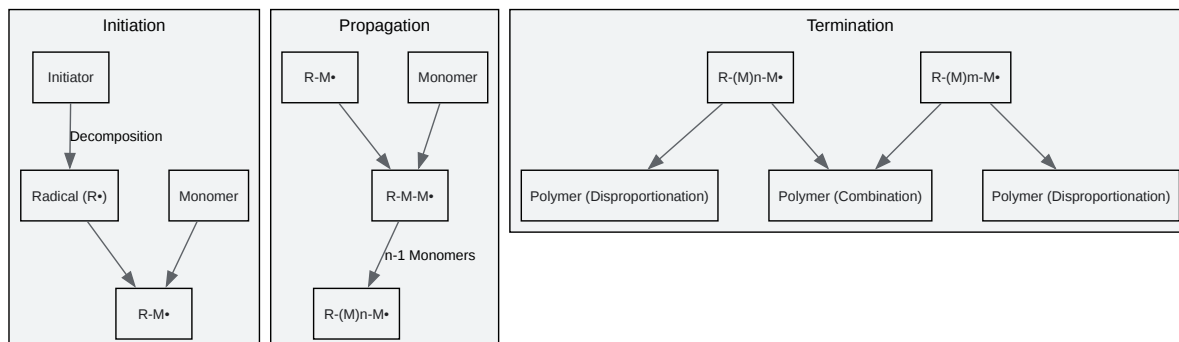 Initiation
Initiator
Decomposition
Radical (R•)
Monomer
R-M•
Propagation
R-M•
Monomer
R-M-M•
n-1 Monomers
R-(M)n-M•
Termination
R-(M)n-M•
R-(M)m-M•
Polymer (Disproportionation)
Polymer (Combination)
Polymer (Disproportionation)